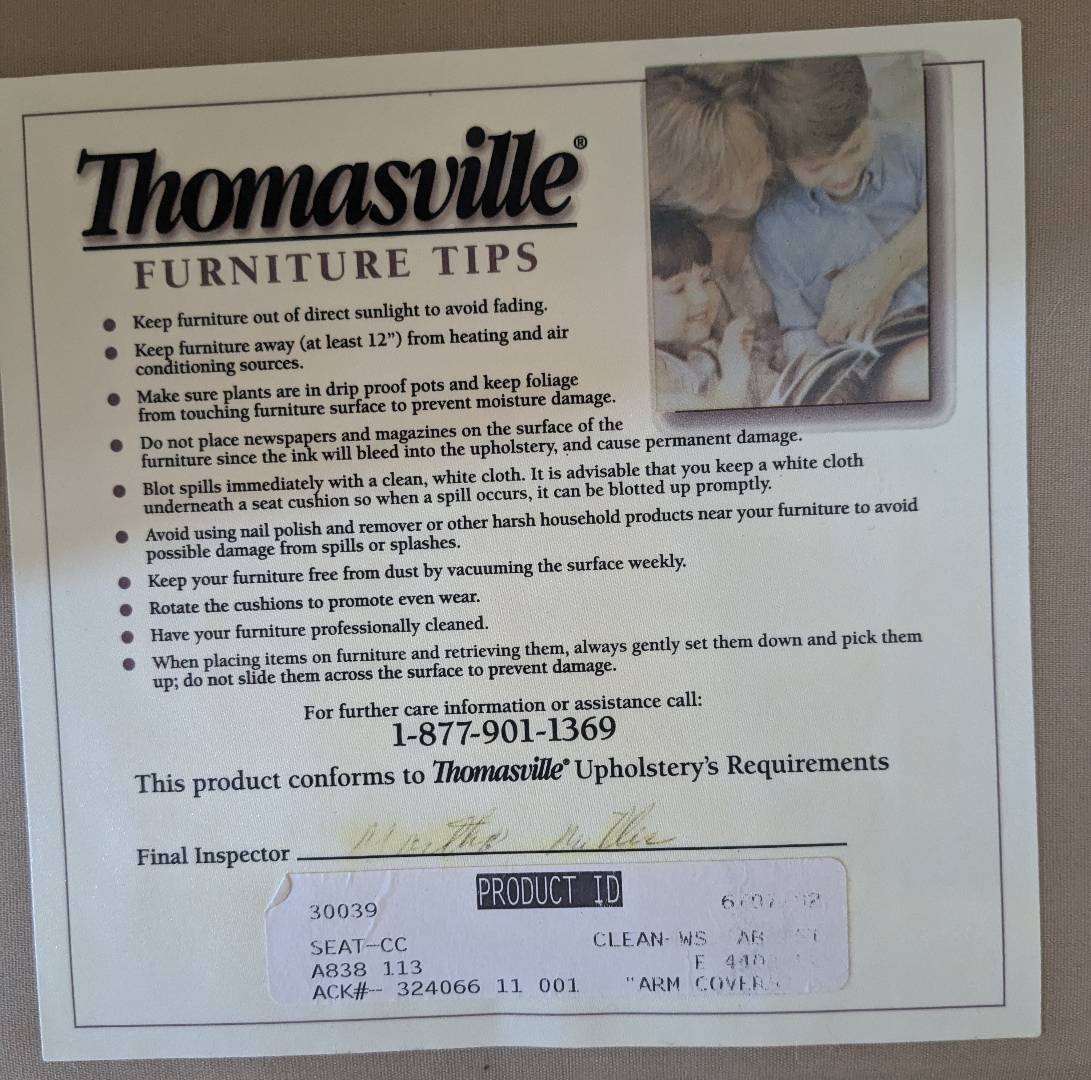 Thomasville®
FURNITURE TIPS
● Keep furniture out of direct sunlight to avoid fading.
● Keep furniture away (at least 12”) from heating and air
conditioning sources.
● Make sure plants are in drip proof pots and keep foliage
from touching furniture surface to prevent moisture damage.
● Do not place newspapers and magazines on the surface of the
furniture since the ink will bleed into the upholstery, and cause permanent damage.
● Blot spills immediately with a clean, white cloth. It is advisable that you keep a white cloth
underneath a seat cushion so when a spill occurs, it can be blotted up promptly.
● Avoid using nail polish and remover or other harsh household products near your furniture to avoid
possible damage from spills or splashes.
● Keep your furniture free from dust by vacuuming the surface weekly.
● Rotate the cushions to promote even wear.
● Have your furniture professionally cleaned.
● When placing items on furniture and retrieving them, always gently set them down and pick them
up; do not slide them across the surface to prevent damage.
For further care information or assistance call:
1-877-901-1369
This product conforms to Thomasville® Upholstery’s Requirements
Final Inspector
PRODUCT ID
30039
SEAT-CC CLEAN- WS
A838 113
ACK#-- 324066 11 001 "ARM COVERS